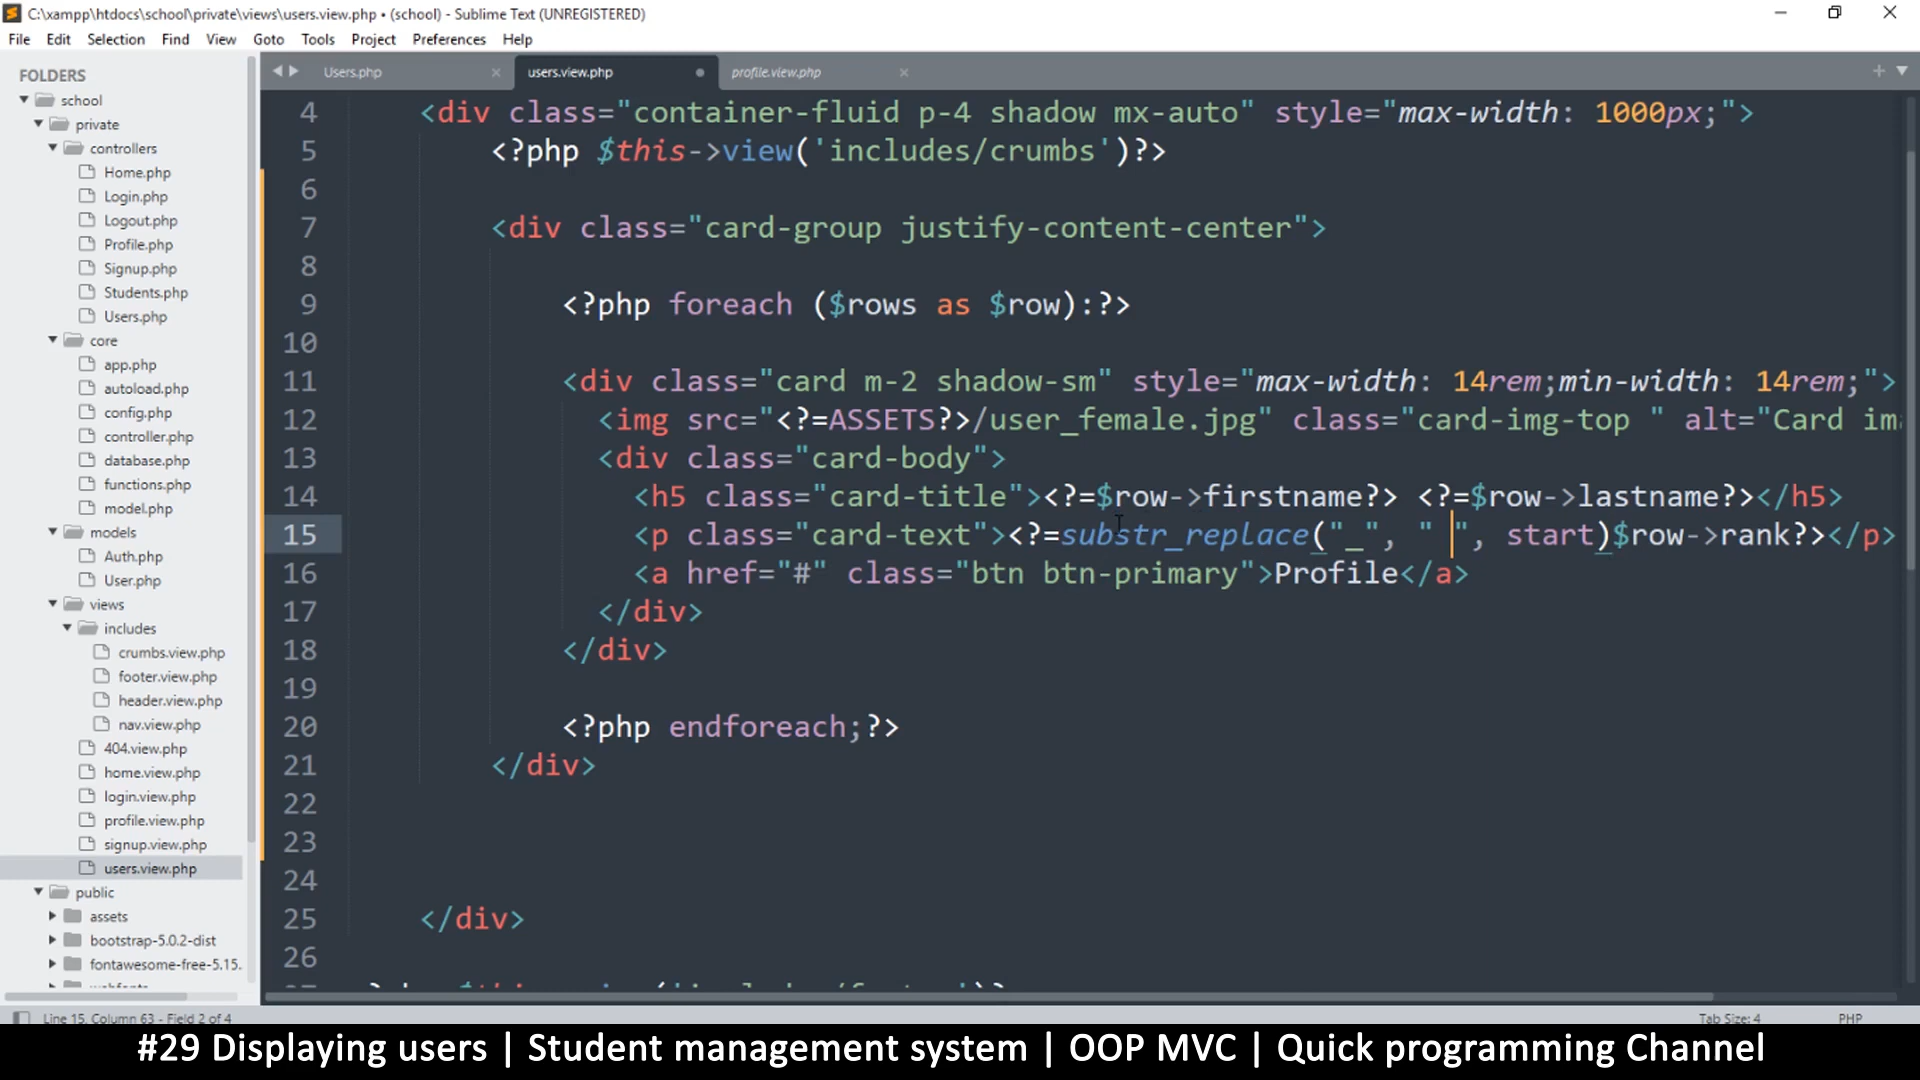 C:\xampp\htdocs\school\private\views\users.view.php • (school) - Sublime Text (UNREGISTERED)
File Edit Selection Find View Goto Tools Project Preferences Help
FOLDERS
school
private
controllers
Home.php
Login.php
Logout.php
Profile.php
Signup.php
Students.php
Users.php
core
app.php
autoload.php
config.php
controller.php
database.php
functions.php
model.php
models
Auth.php
User.php
views
includes
crumbs.view.php
footer.view.php
header.view.php
nav.view.php
404.view.php
home.view.php
login.view.php
profile.view.php
signup.view.php
users.view.php
public
assets
bootstrap-5.0.2-dist
fontawesome-free-5.15.
Users.php users.view.php profile.view.php
4 <div class="container-fluid p-4 shadow mx-auto" style="max-width: 1000px;">
5 <?php $this->view('includes/crumbs')?>
6
7 <div class="card-group justify-content-center">
8
9 <?php foreach ($rows as $row):?>
10
11 <div class="card m-2 shadow-sm" style="max-width: 14rem;min-width: 14rem;">
12 <img src="<?=ASSETS?>/user_female.jpg" class="card-img-top " alt="Card im
13 <div class="card-body">
14 <h5 class="card-title"><?=$row->firstname?> <?=$row->lastname?></h5>
15 <p class="card-text"><?=substr_replace("_", " ", start)$row->rank?></p>
16 <a href="#" class="btn btn-primary">Profile</a>
17 </div>
18 </div>
19
20 <?php endforeach;?>
21 </div>
22
23
24
25 </div>
26
Line 15, Column 63 - Field 2 of 4 Tab Size: 4 PHP
#29 Displaying users | Student management system | OOP MVC | Quick programming Channel